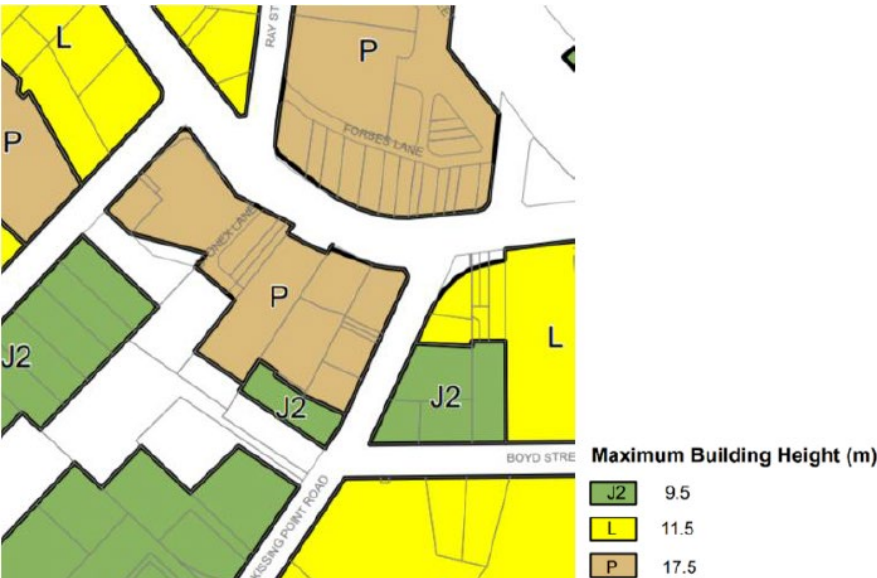 RAY ST
L
P
P
FORBES LANE
P
L
J2
J2
J2
BOYD STRE
KISSING POINT ROAD
Maximum Building Height (m)
J2 9.5
L 11.5
P 17.5